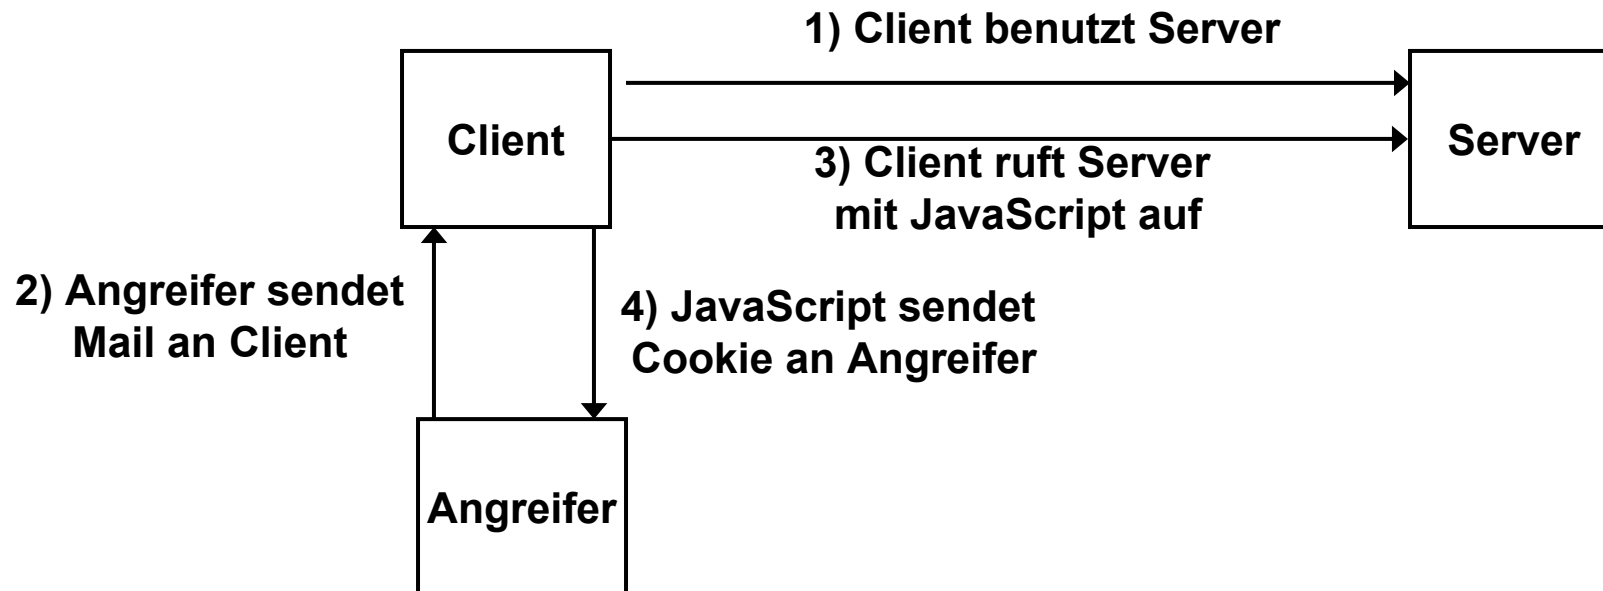 1) Client benutzt Server
Client
Server
3) Client ruft Server
mit JavaScript auf
2) Angreifer sendet
Mail an Client
4) JavaScript sendet
Cookie an Angreifer
Angreifer